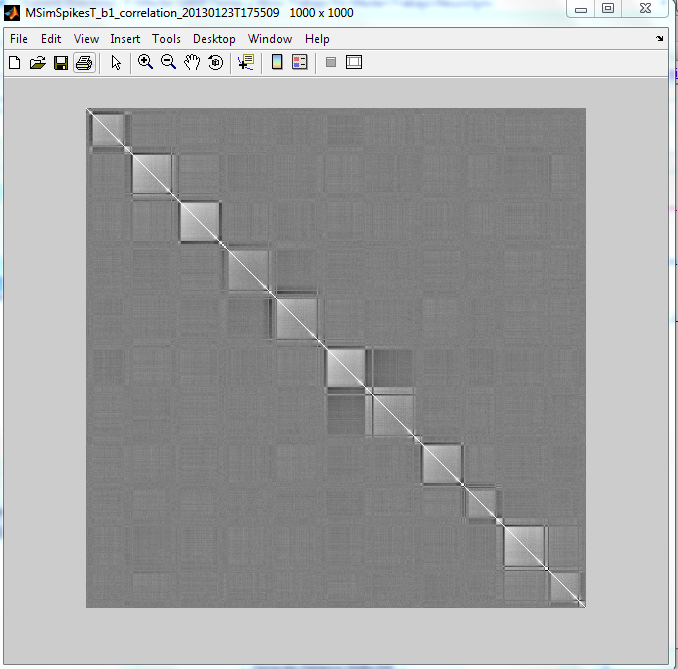 MSimSpikesT_b1_correlation_20130123T175509 1000 x 1000
File Edit View Insert Tools Desktop Window Help